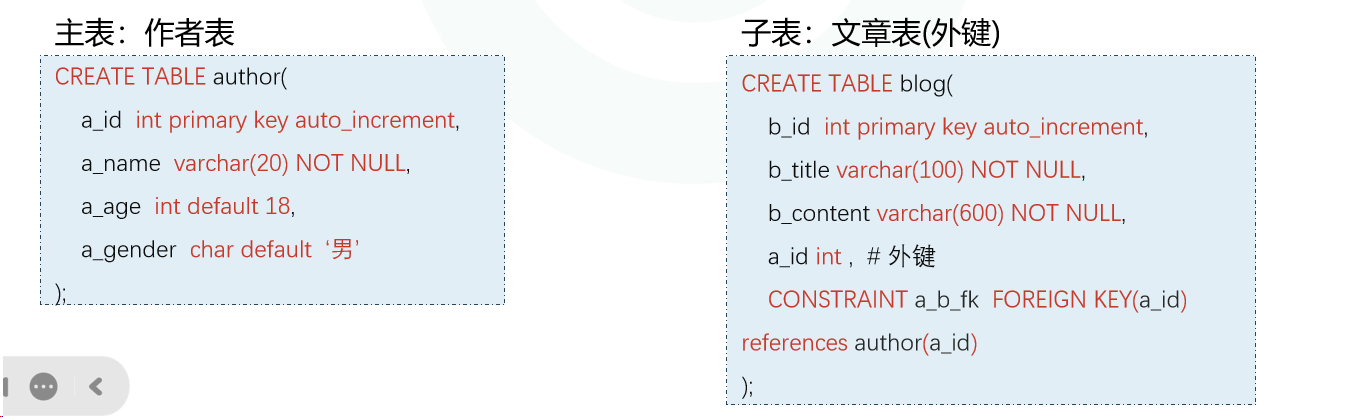 主表：作者表
CREATE TABLE author(
a_id int primary key auto_increment,
a_name varchar(20) NOT NULL,
a_age int default 18,
a_gender char default ‘男’
);
子表：文章表(外键)
CREATE TABLE blog(
b_id int primary key auto_increment,
b_title varchar(100) NOT NULL,
b_content varchar(600) NOT NULL,
a_id int , # 外键
CONSTRAINT a_b_fk FOREIGN KEY(a_id)
references author(a_id)
);